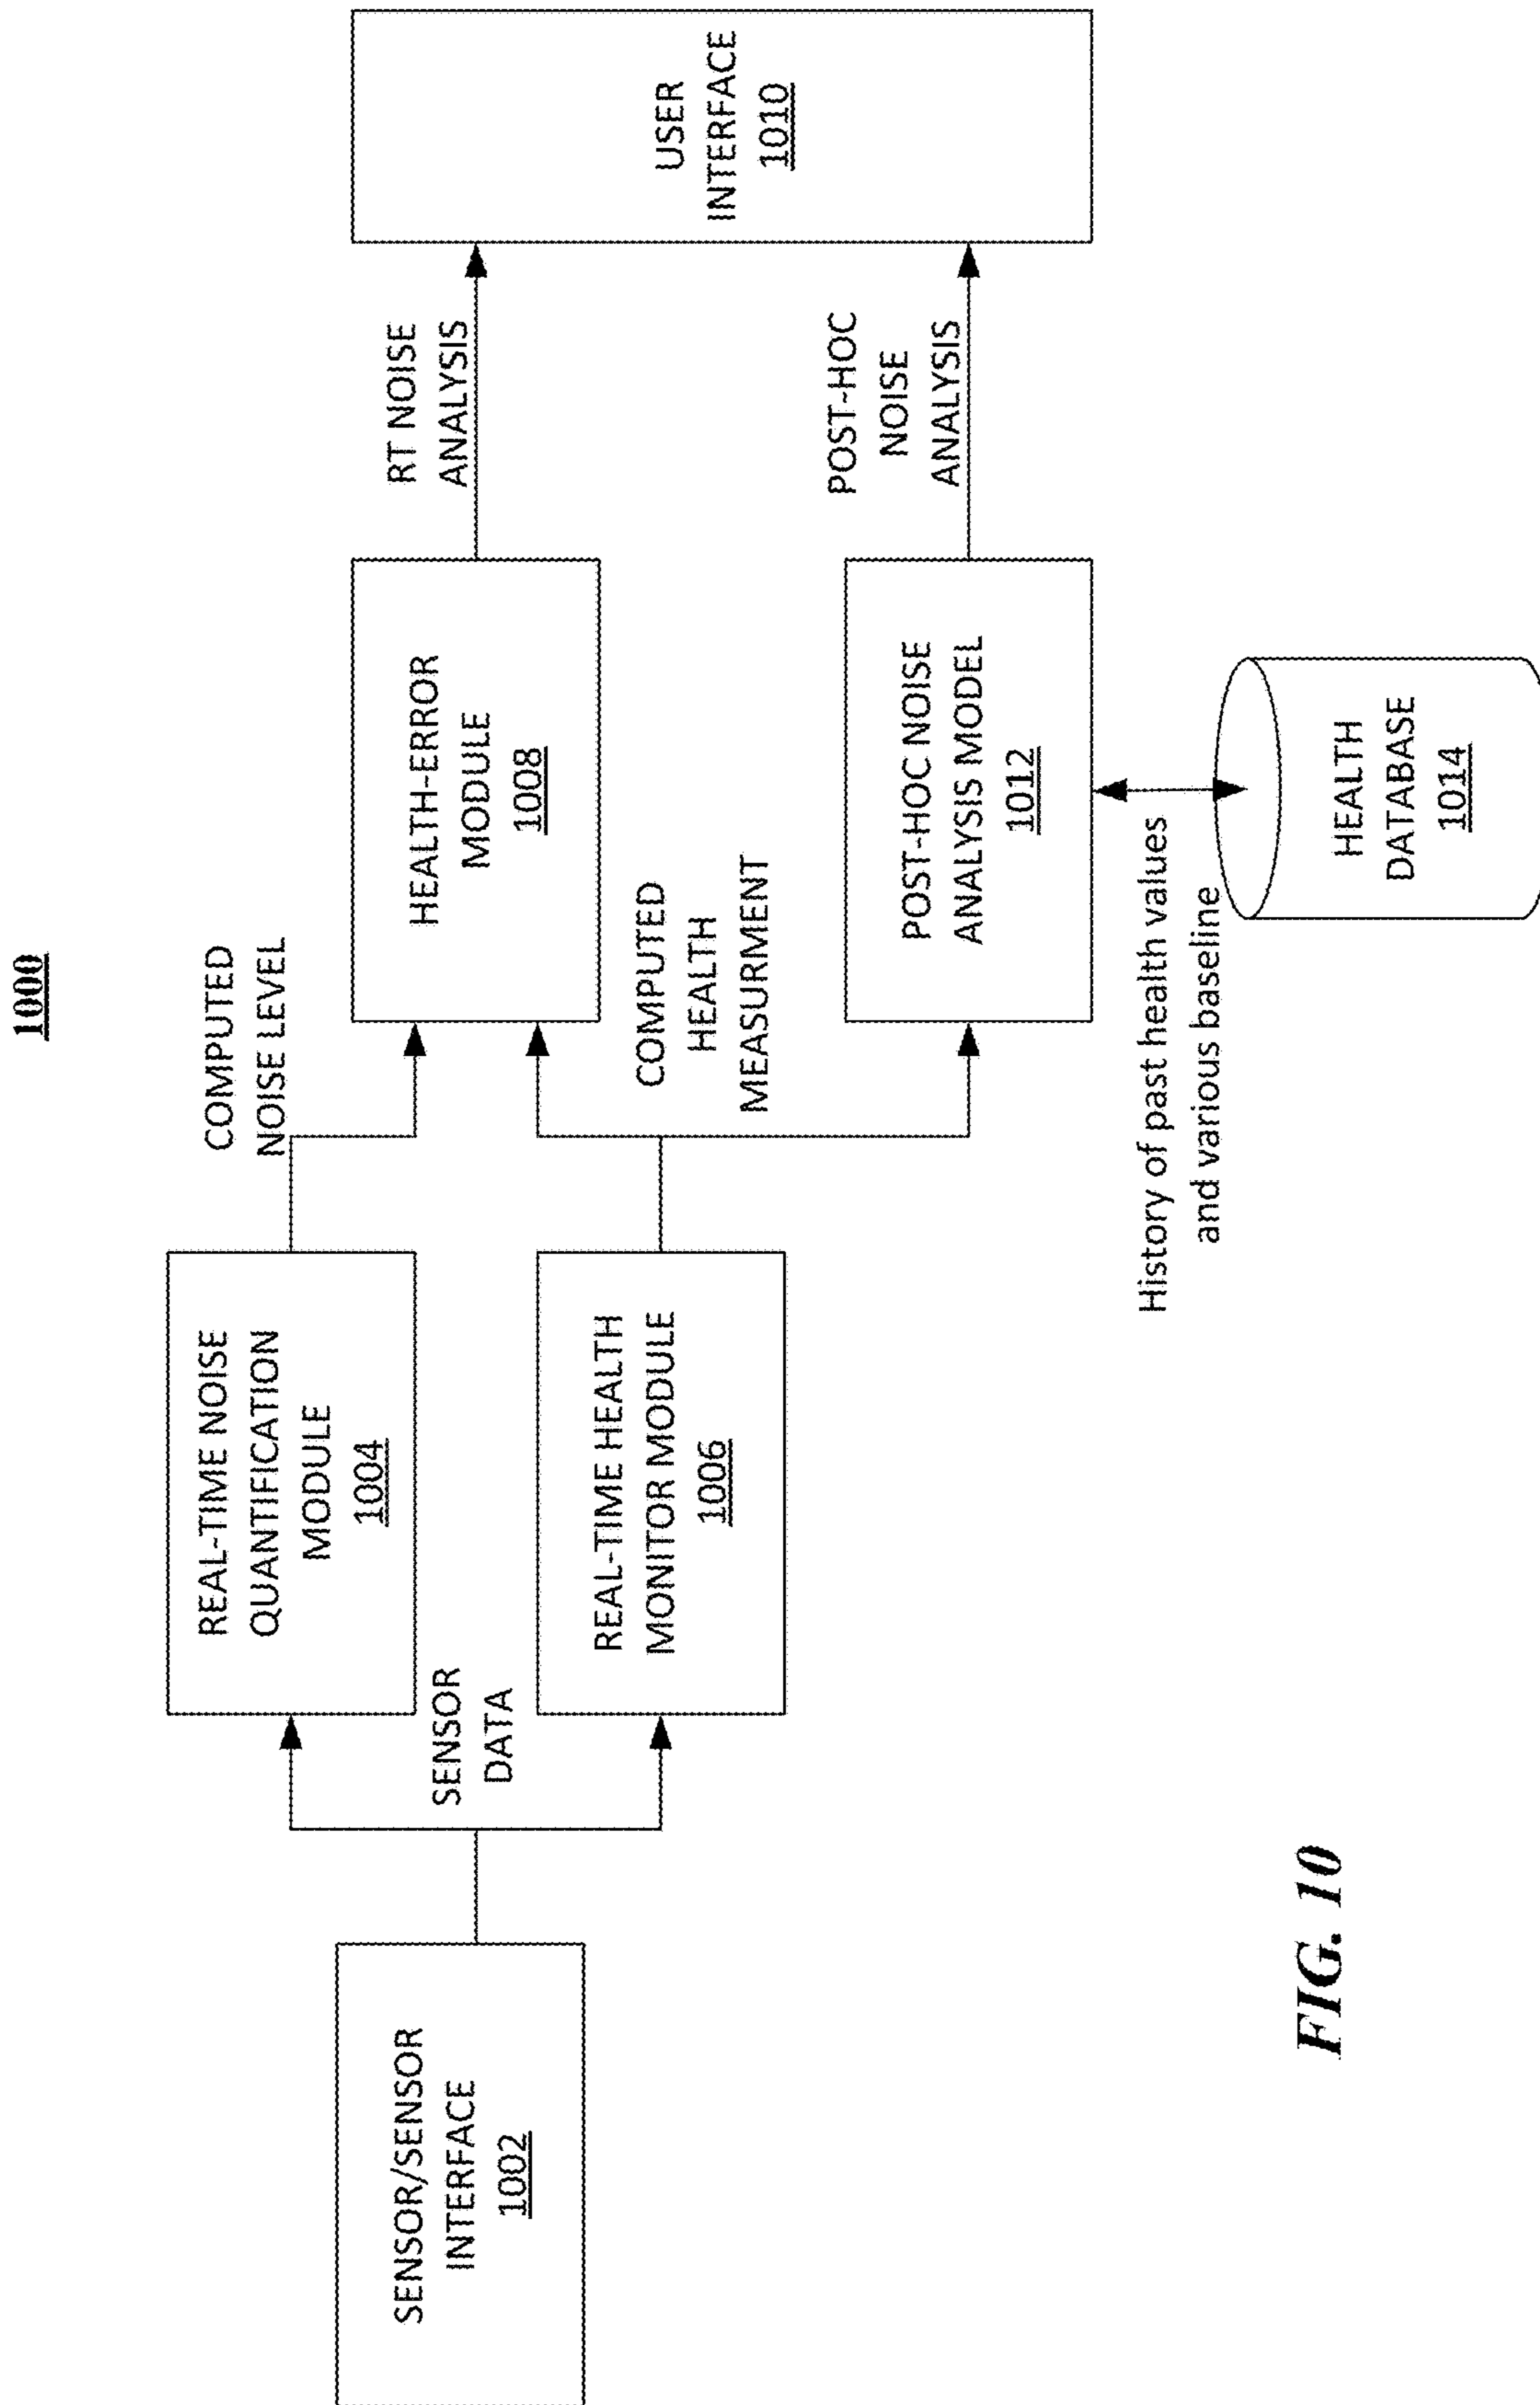 1000
SENSOR/SENSOR
INTERFACE
1002
SENSOR
DATA
REAL-TIME NOISE
QUANTIFICATION
MODULE
1004
REAL-TIME HEALTH
MONITOR MODULE
1006
COMPUTED
NOISE LEVEL
COMPUTED
HEALTH
MEASURMENT
HEALTH-ERROR
MODULE
1008
POST-HOC NOISE
ANALYSIS MODEL
1012
History of past health values
and various baseline
HEALTH
DATABASE
1014
RT NOISE
ANALYSIS
POST-HOC
NOISE
ANALYSIS
USER
INTERFACE
1010
FIG. 10